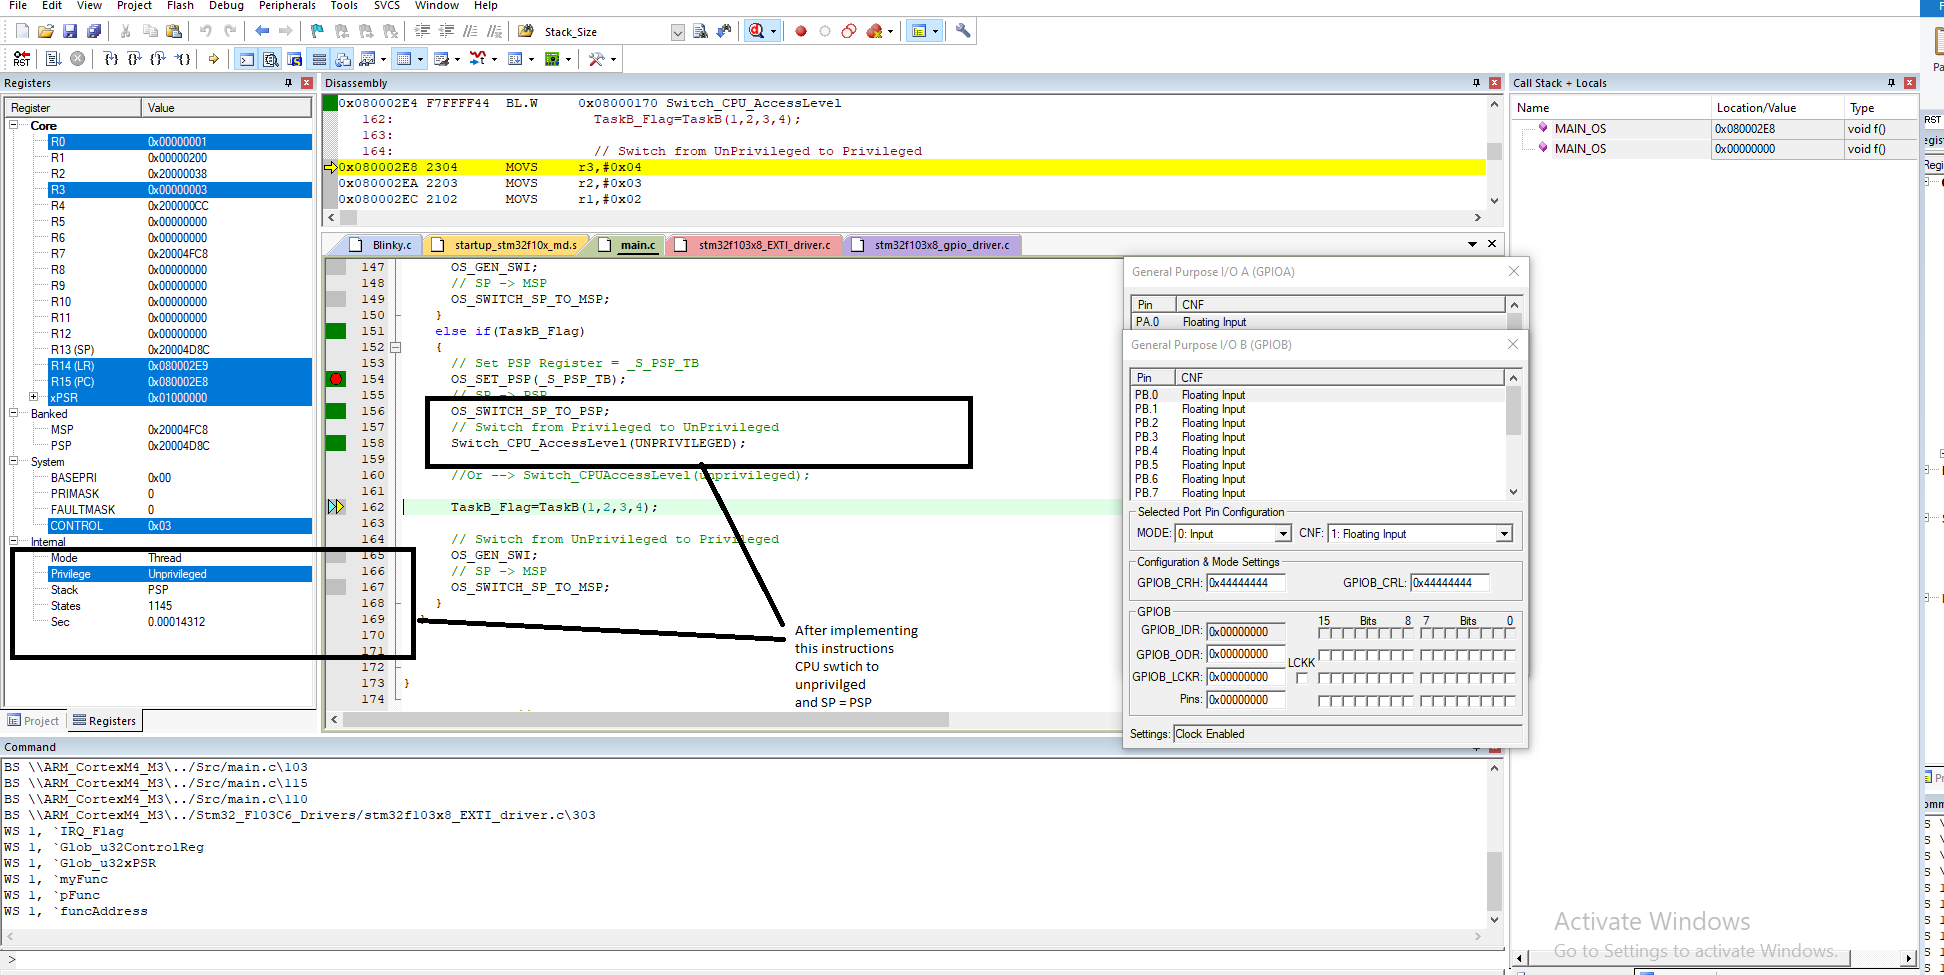 File Edit View Project Flash Debug Peripherals Tools SVCS Window Help
Stack_Size
RST
Registers
Register Value
Core
R0 0x00000001
R1 0x00000200
R2 0x20000038
R3 0x00000003
R4 0x200000CC
R5 0x00000000
R6 0x00000000
R7 0x20004FC8
R8 0x00000000
R9 0x00000000
R10 0x00000000
R11 0x00000000
R12 0x00000000
R13 (SP) 0x20004D8C
R14 (LR) 0x080002E9
R15 (PC) 0x080002E8
xPSR 0x01000000
Banked
MSP 0x20004FC8
PSP 0x20004D8C
System
BASEPRI 0x00
PRIMASK 0
FAULTMASK 0
CONTROL 0x03
Internal
Mode Thread
Privilege Unprivileged
Stack PSP
States 1145
Sec 0.00014312
Project Registers
Disassembly
0x080002E4 F7FFFF44 BL.W 0x08000170 Switch_CPU_AccessLevel
162: TaskB_Flag=TaskB(1,2,3,4);
163:
164: // Switch from UnPrivileged to Privileged
0x080002E8 2304 MOVS r3,#0x04
0x080002EA 2203 MOVS r2,#0x03
0x080002EC 2102 MOVS r1,#0x02
Blinky.c startup_stm32f10x_md.s main.c stm32f103x8_EXTI_driver.c stm32f103x8_gpio_driver.c
147 OS_GEN_SWI;
148 // SP -> MSP
149 OS_SWITCH_SP_TO_MSP;
150 }
151 else if(TaskB_Flag)
152 {
153 // Set PSP Register = _S_PSP_TB
154 OS_SET_PSP(_S_PSP_TB);
155 // SP -> PSP
156 OS_SWITCH_SP_TO_PSP;
157 // Switch from Privileged to UnPrivileged
158 Switch_CPU_AccessLevel(UNPRIVILEGED);
159
160 //Or --> Switch_CPUAccessLevel(unprivileged);
161
162 TaskB_Flag=TaskB(1,2,3,4);
163
164 // Switch from UnPrivileged to Privileged
165 OS_GEN_SWI;
166 // SP -> MSP
167 OS_SWITCH_SP_TO_MSP;
168 }
169 }
170
171
172
173 }
174
After implementing
this instructions
CPU swtich to
unprivilged
and SP = PSP
General Purpose I/O A (GPIOA)
Pin CNF
PA.0 Floating Input
General Purpose I/O B (GPIOB)
Pin CNF
PB.0 Floating Input
PB.1 Floating Input
PB.2 Floating Input
PB.3 Floating Input
PB.4 Floating Input
PB.5 Floating Input
PB.6 Floating Input
PB.7 Floating Input
Selected Port Pin Configuration
MODE: 0: Input CNF: 1: Floating Input
Configuration & Mode Settings
GPIOB_CRH: 0x44444444 GPIOB_CRL: 0x44444444
GPIOB
15 Bits 8 7 Bits 0
GPIOB_IDR: 0x00000000
GPIOB_ODR: 0x00000000
LCKK
GPIOB_LCKR: 0x00000000
Pins: 0x00000000
Settings: Clock Enabled
Call Stack + Locals
Name Location/Value Type
MAIN_OS 0x080002E8 void f()
MAIN_OS 0x00000000 void f()
Command
BS \\ARM_CortexM4_M3\../Src/main.c\103
BS \\ARM_CortexM4_M3\../Src/main.c\115
BS \\ARM_CortexM4_M3\../Src/main.c\110
BS \\ARM_CortexM4_M3\../Stm32_F103C6_Drivers/stm32f103x8_EXTI_driver.c\303
WS 1, `IRQ_Flag
WS 1, `Glob_u32ControlReg
WS 1, `Glob_u32xPSR
WS 1, `myFunc
WS 1, `pFunc
WS 1, `funcAddress
>
Activate Windows
Go to Settings to activate Windows.
RST